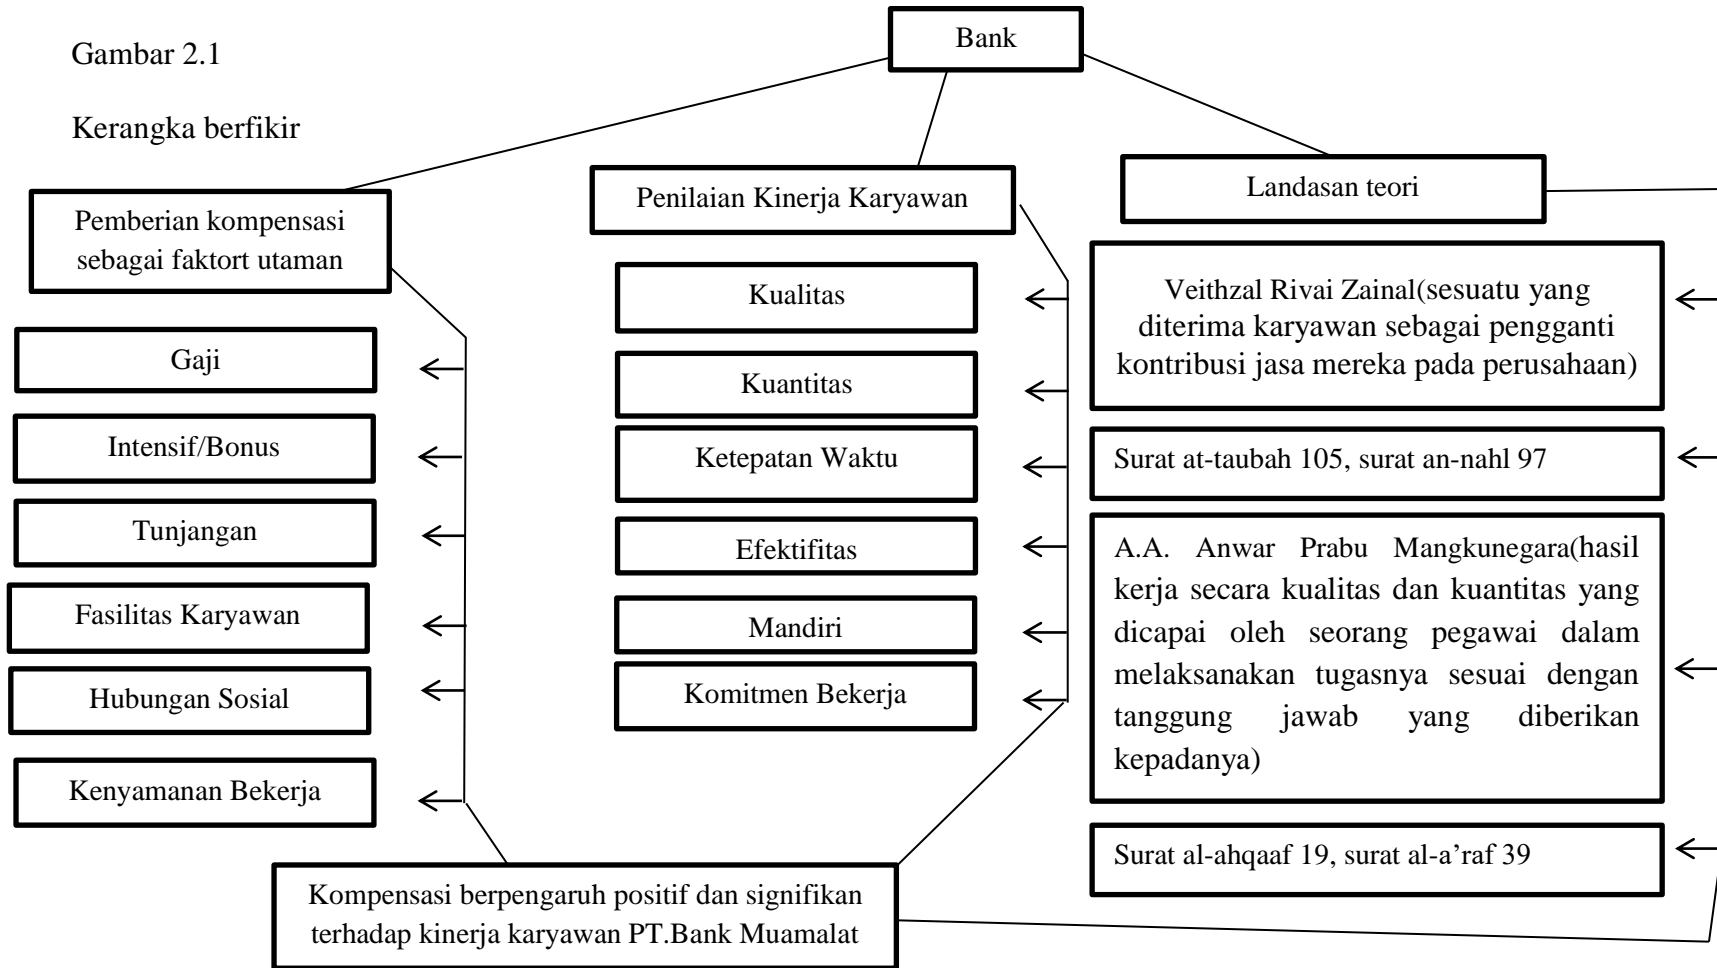 Gambar 2.1
Kerangka berfikir
Bank
Pemberian kompensasi
sebagai faktort utaman
Gaji
Intensif/Bonus
Tunjangan
Fasilitas Karyawan
Hubungan Sosial
Kenyamanan Bekerja
Penilaian Kinerja Karyawan
Kualitas
Kuantitas
Ketepatan Waktu
Efektifitas
Mandiri
Komitmen Bekerja
Landasan teori
Veithzal Rivai Zainal(sesuatu yang
diterima karyawan sebagai pengganti
kontribusi jasa mereka pada perusahaan)
Surat at-taubah 105, surat an-nahl 97
A.A. Anwar Prabu Mangkunegara(hasil
kerja secara kualitas dan kuantitas yang
dicapai oleh seorang pegawai dalam
melaksanakan tugasnya sesuai dengan
tanggung jawab yang diberikan
kepadanya)
Surat al-ahqaaf 19, surat al-a’raf 39
Kompensasi berpengaruh positif dan signifikan
terhadap kinerja karyawan PT.Bank Muamalat